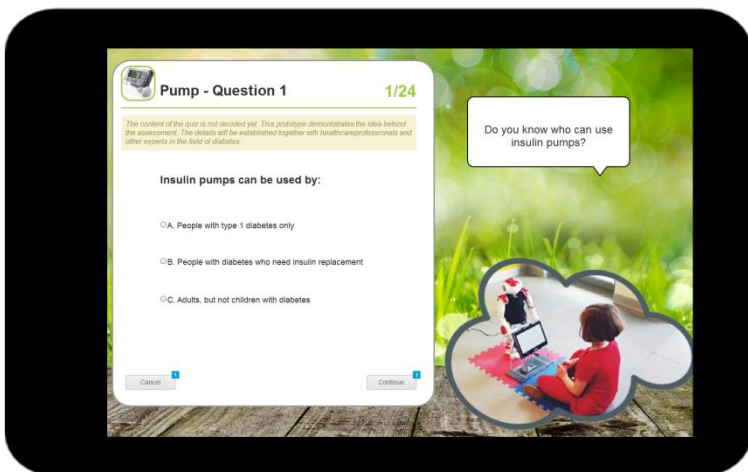 Pump - Question 1
1/24
The content of the quiz is not decided yet. This prototype demontstrates the idea behind
the assessment. The details will be established together with healthcareprofessionals and
other experts in the field of diabetes.
Insulin pumps can be used by:
A. People with type 1 diabetes only
B. People with diabetes who need insulin replacement
C. Adults, but not children with diabetes
Cancel
1
Continue
2
Do you know who can use
insulin pumps?